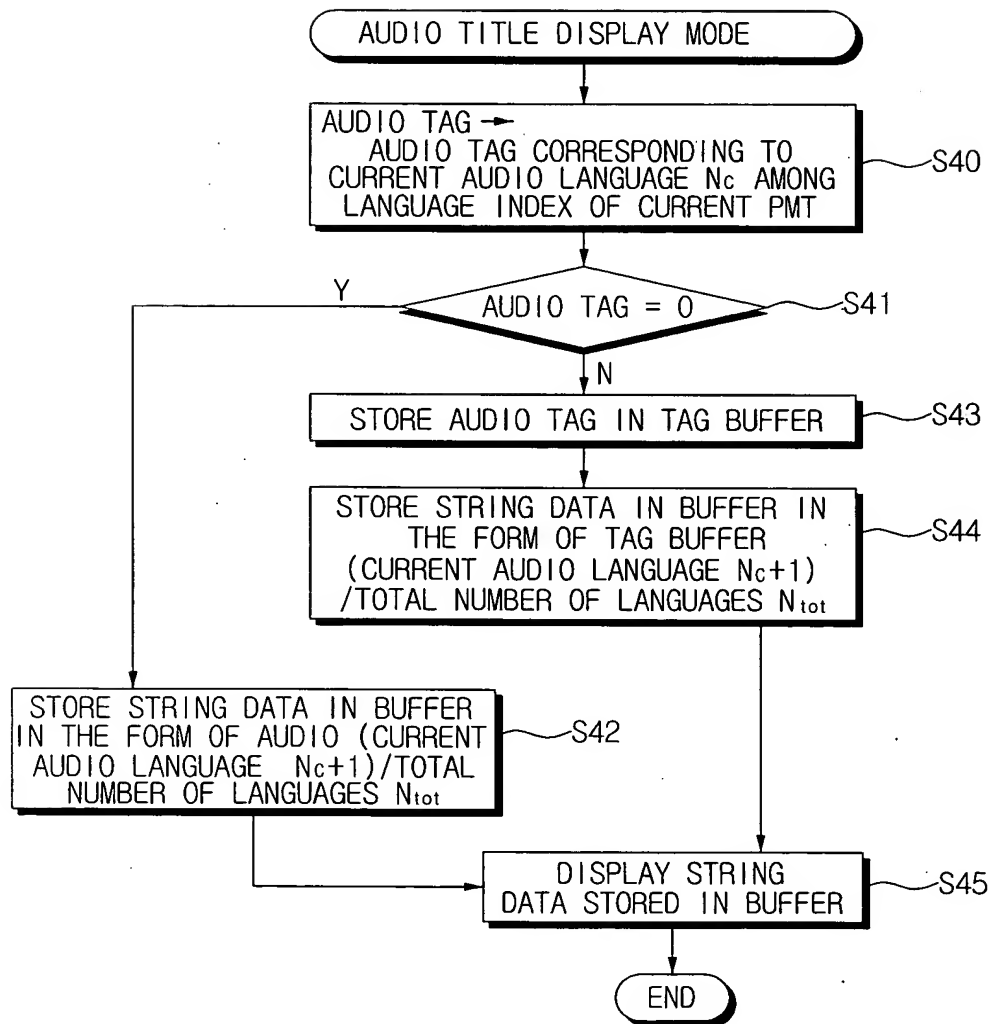 AUDIO TITLE DISPLAY MODE
AUDIO TAG →
AUDIO TAG CORRESPONDING TO
CURRENT AUDIO LANGUAGE Nc AMONG
LANGUAGE INDEX OF CURRENT PMT
S40
Y
AUDIO TAG = 0
S41
N
STORE AUDIO TAG IN TAG BUFFER
S43
STORE STRING DATA IN BUFFER IN
THE FORM OF TAG BUFFER
(CURRENT AUDIO LANGUAGE Nc+1)
/TOTAL NUMBER OF LANGUAGES Ntot
S44
STORE STRING DATA IN BUFFER
IN THE FORM OF AUDIO (CURRENT
AUDIO LANGUAGE Nc+1)/TOTAL
NUMBER OF LANGUAGES Ntot
S42
DISPLAY STRING
DATA STORED IN BUFFER
S45
END